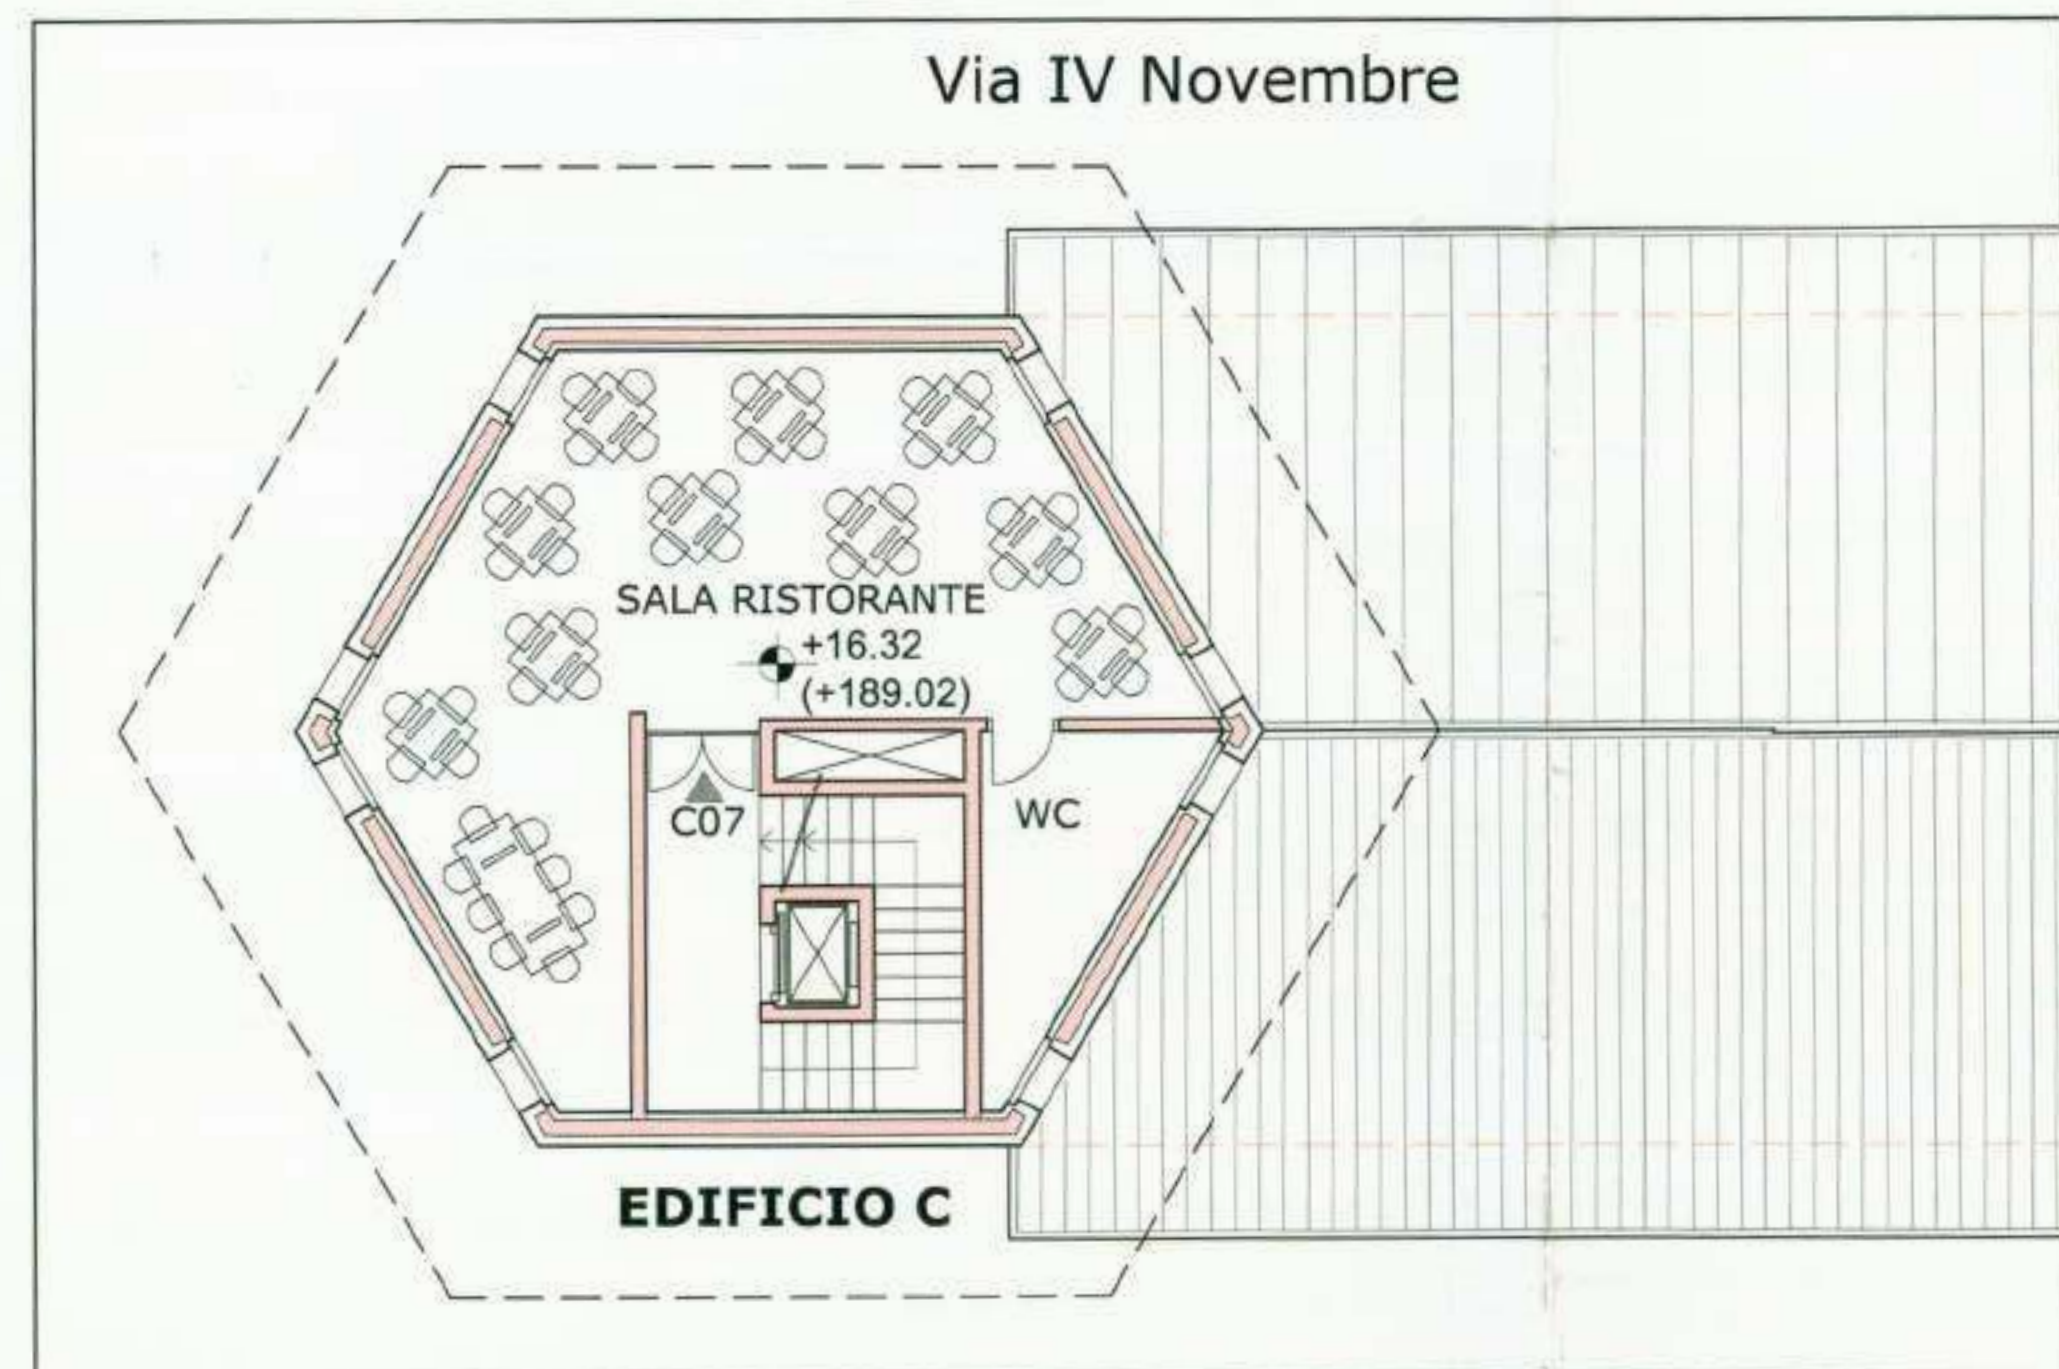 Via IV Novembre
SALA RISTORANTE
+16.32
(+189.02)
C07
WC
EDIFICIO C